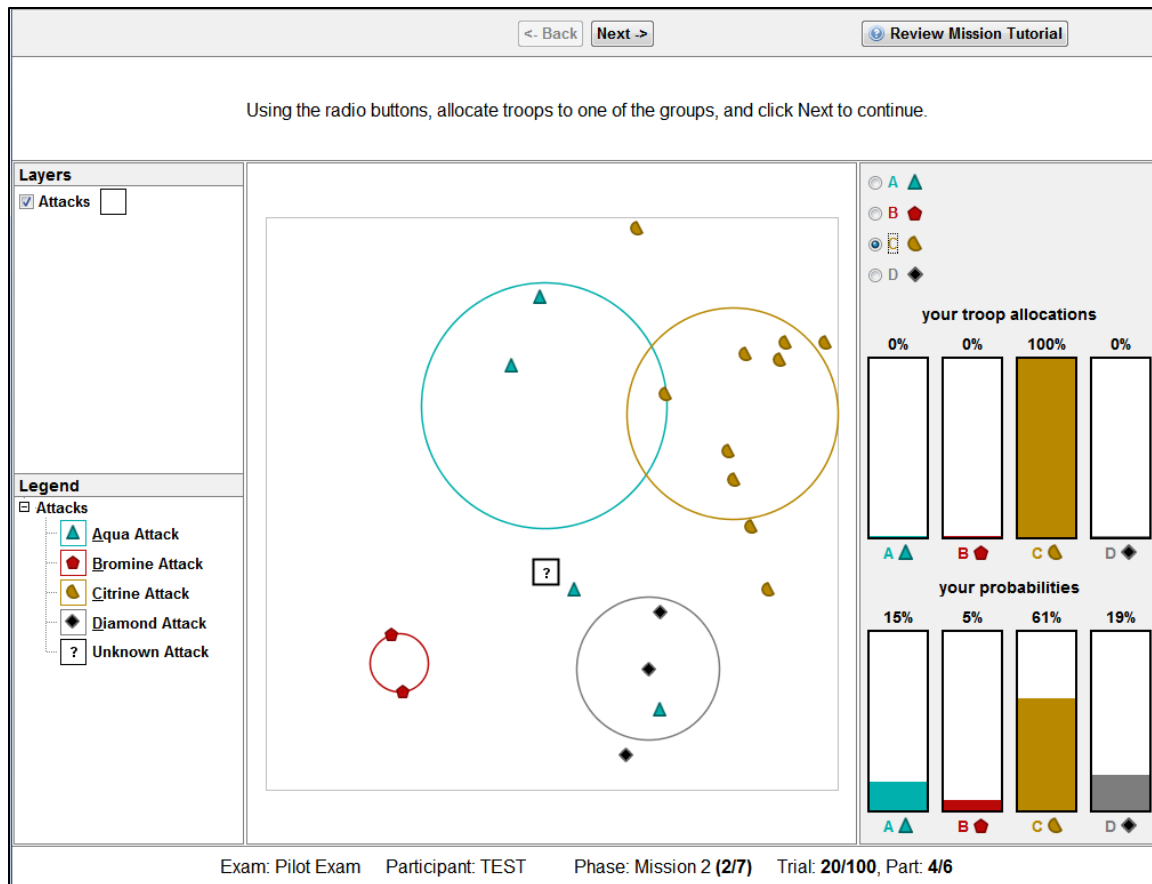 <- Back
Next ->
Review Mission Tutorial
Using the radio buttons, allocate troops to one of the groups, and click Next to continue.
Layers
Attacks
Legend
Attacks
Aqua Attack
Bromine Attack
Citrine Attack
Diamond Attack
? Unknown Attack
?
A
B
C
D
your troop allocations
0% 0% 100% 0%
A B C D
your probabilities
15% 5% 61% 19%
A B C D
Exam: Pilot Exam Participant: TEST Phase: Mission 2 (2/7) Trial: 20/100, Part: 4/6